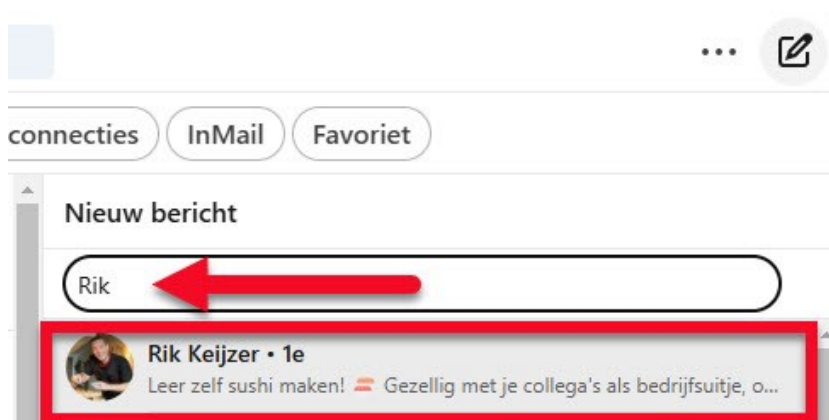 connecties InMail Favoriet
Nieuw bericht
Rik
Rik Keijzer • 1e
Leer zelf sushi maken! 🍣 Gezellig met je collega's als bedrijfsuitje, o...